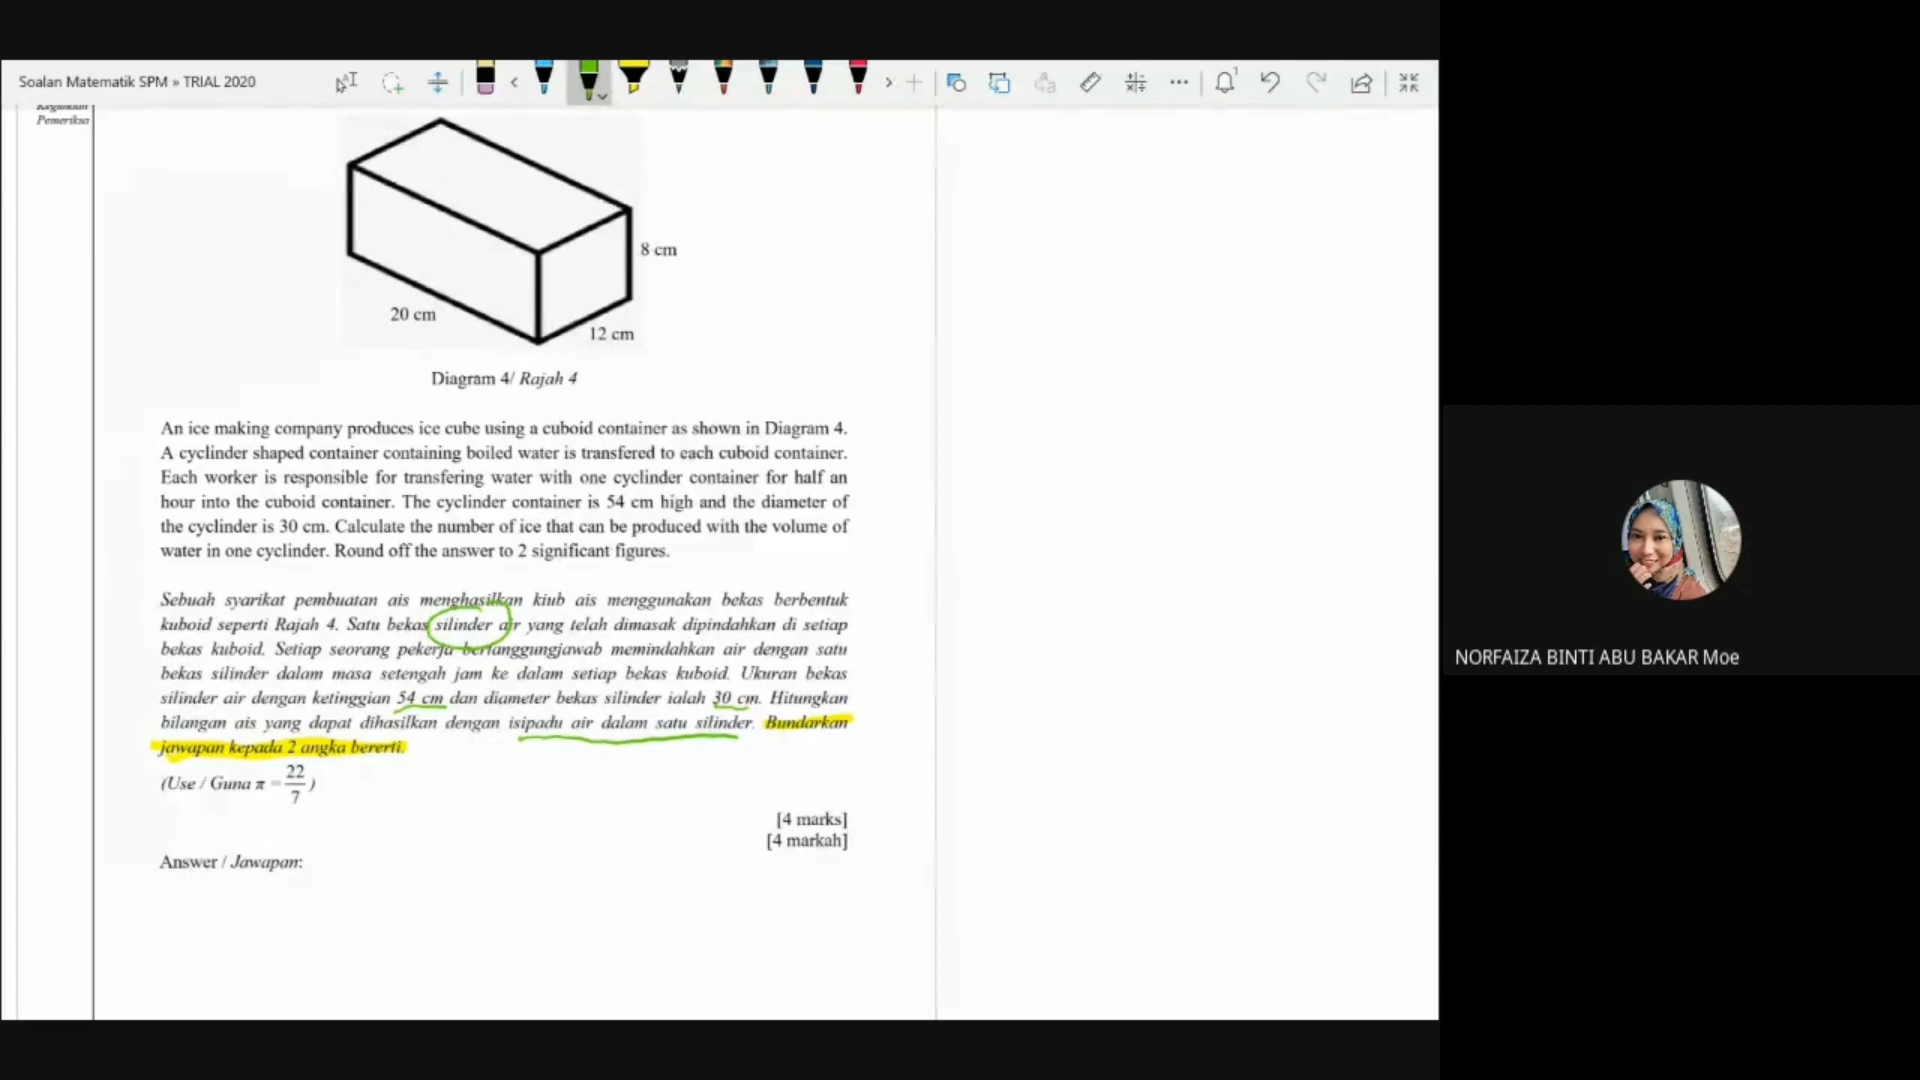 Soalan Matematik SPM » TRIAL 2020
Kegunaan
Pemeriksa
8 cm
20 cm
12 cm
Diagram 4/ Rajah 4
An ice making company produces ice cube using a cuboid container as shown in Diagram 4.
A cyclinder shaped container containing boiled water is transfered to each cuboid container.
Each worker is responsible for transfering water with one cyclinder container for half an
hour into the cuboid container. The cyclinder container is 54 cm high and the diameter of
the cyclinder is 30 cm. Calculate the number of ice that can be produced with the volume of
water in one cyclinder. Round off the answer to 2 significant figures.
Sebuah syarikat pembuatan ais menghasilkan kiub ais menggunakan bekas berbentuk
kuboid seperti Rajah 4. Satu bekas silinder air yang telah dimasak dipindahkan di setiap
bekas kuboid. Setiap seorang pekerja bertanggungjawab memindahkan air dengan satu
bekas silinder dalam masa setengah jam ke dalam setiap bekas kuboid. Ukuran bekas
silinder air dengan ketinggian 54 cm dan diameter bekas silinder ialah 30 cm. Hitungkan
bilangan ais yang dapat dihasilkan dengan isipadu air dalam satu silinder. Bundarkan
jawapan kepada 2 angka bererti.
(Use / Guna π = 22/7)
[4 marks]
[4 markah]
Answer / Jawapan:
NORFAIZA BINTI ABU BAKAR Moe